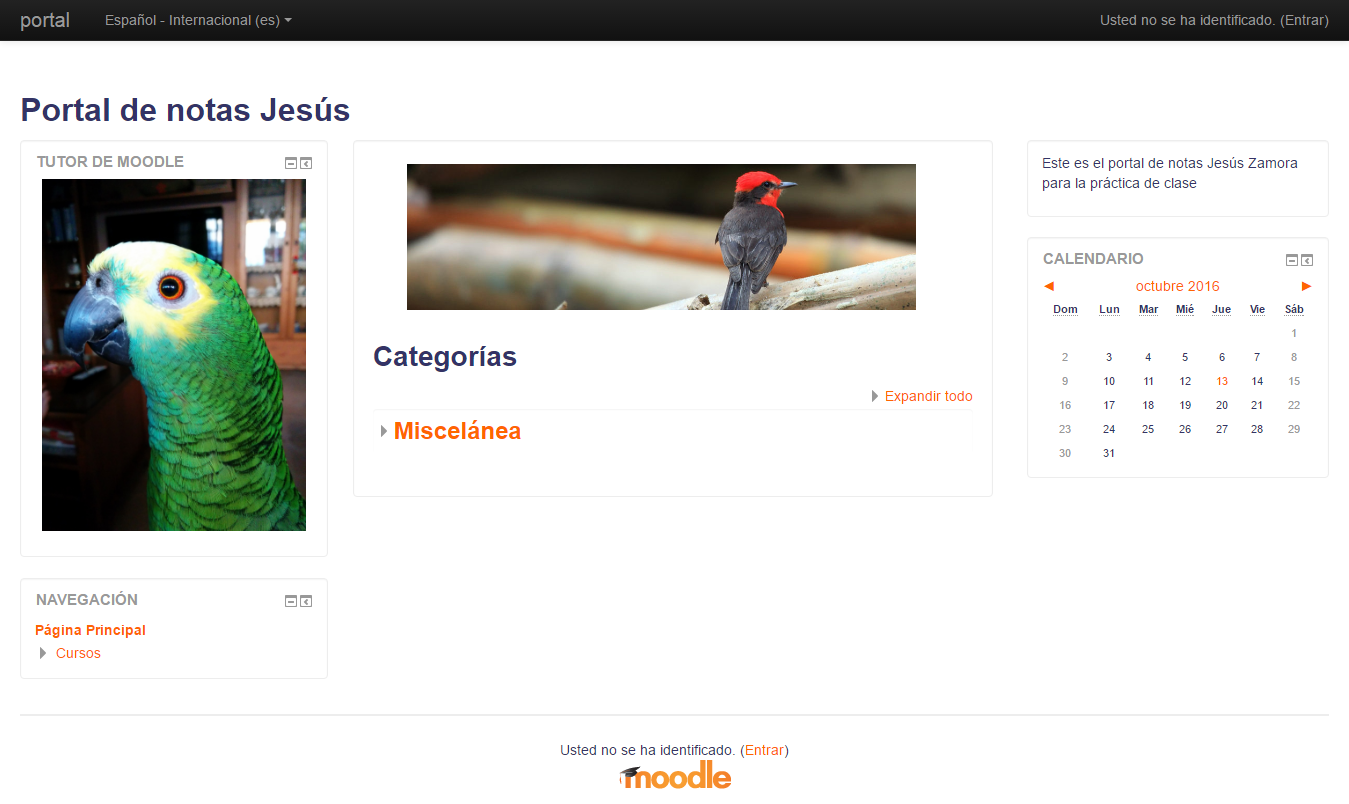 portal
Español - Internacional (es)
Usted no se ha identificado. (Entrar)
Portal de notas Jesús
TUTOR DE MOODLE
NAVEGACIÓN
Página Principal
Cursos
Categorías
Expandir todo
Miscelánea
Este es el portal de notas Jesús Zamora
para la práctica de clase
CALENDARIO
octubre 2016
Dom Lun Mar Mié Jue Vie Sáb
1
2 3 4 5 6 7 8
9 10 11 12 13 14 15
16 17 18 19 20 21 22
23 24 25 26 27 28 29
30 31
Usted no se ha identificado. (Entrar)
moodle